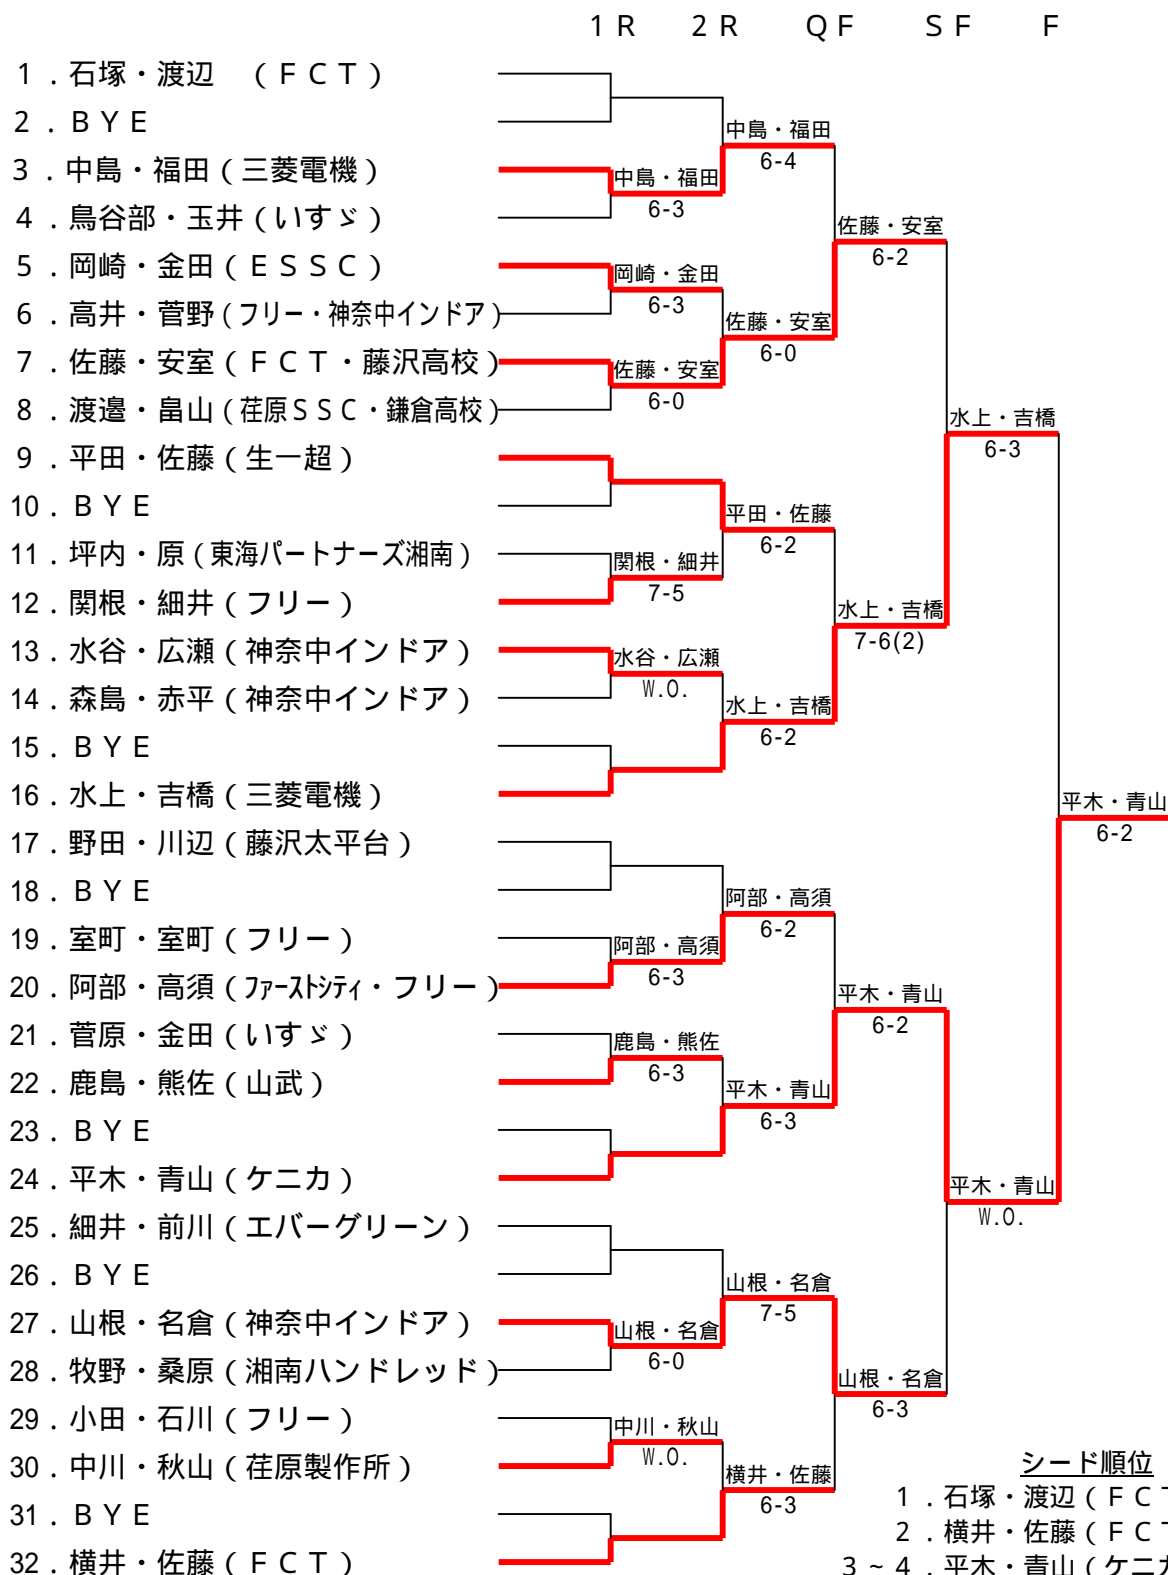 １Ｒ ２Ｒ ＱＦ ＳＦ Ｆ
1．石塚・渡辺　（ＦＣＴ）
2．ＢＹＥ
中島・福田
6-4
3．中島・福田（三菱電機）
中島・福田
6-3
4．鳥谷部・玉井（いすゞ）
佐藤・安室
6-2
5．岡崎・金田（ＥＳＳＣ）
岡崎・金田
6-3
6．高井・菅野（フリー・神奈中インドア）
佐藤・安室
6-0
7．佐藤・安室（ＦＣＴ・藤沢高校）
佐藤・安室
6-0
8．渡邉・畠山（荏原ＳＳＣ・鎌倉高校）
水上・吉橋
6-3
9．平田・佐藤（生一超）
10．ＢＹＥ
平田・佐藤
6-2
11．坪内・原（東海パートナーズ湘南）
関根・細井
7-5
12．関根・細井（フリー）
水上・吉橋
7-6(2)
13．水谷・広瀬（神奈中インドア）
水谷・広瀬
W.O.
14．森島・赤平（神奈中インドア）
水上・吉橋
6-2
15．ＢＹＥ
16．水上・吉橋（三菱電機）
平木・青山
6-2
17．野田・川辺（藤沢太平台）
18．ＢＹＥ
阿部・高須
6-2
19．室町・室町（フリー）
阿部・高須
6-3
20．阿部・高須（ファーストシティ・フリー）
平木・青山
6-2
21．菅原・金田（いすゞ）
鹿島・熊佐
6-3
22．鹿島・熊佐（山武）
平木・青山
6-3
23．ＢＹＥ
24．平木・青山（ケニカ）
平木・青山
W.O.
25．細井・前川（エバーグリーン）
26．ＢＹＥ
山根・名倉
7-5
27．山根・名倉（神奈中インドア）
山根・名倉
6-0
28．牧野・桑原（湘南ハンドレッド）
山根・名倉
6-3
29．小田・石川（フリー）
中川・秋山
W.O.
30．中川・秋山（荏原製作所）
横井・佐藤
6-3
31．ＢＹＥ
32．横井・佐藤（ＦＣＴ）
シード順位
1．石塚・渡辺（ＦＣＴ
2．横井・佐藤（ＦＣＴ
3～4．平木・青山（ケニカ